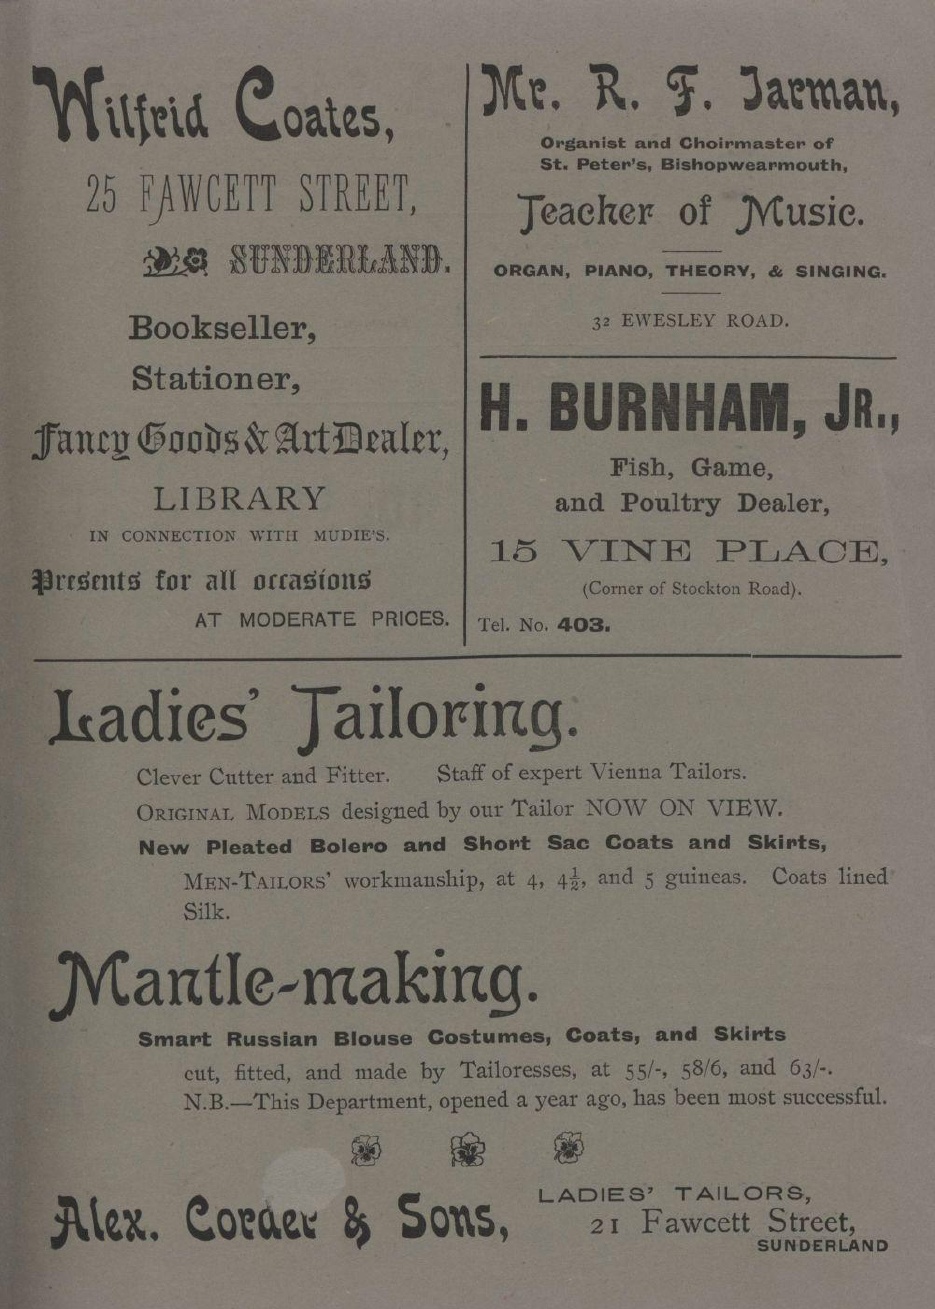 Wilfrid Coates,
25 FAWCETT STREET,
SUNDERLAND.
Bookseller,
Stationer,
Fancy Goods & Art Dealer,
LIBRARY
IN CONNECTION WITH MUDIE'S.
Presents for all occasions
AT MODERATE PRICES.
Mr. R. F. Jarman,
Organist and Choirmaster of
St. Peter's, Bishopwearmouth,
Teacher of Music.
ORGAN, PIANO, THEORY, & SINGING.
32 EWESLEY ROAD.
H. BURNHAM, JR.,
Fish, Game,
and Poultry Dealer,
15 VINE PLACE,
(Corner of Stockton Road).
Tel. No. 403.
Ladies' Tailoring.
Clever Cutter and Fitter. Staff of expert Vienna Tailors.
ORIGINAL MODELS designed by our Tailor NOW ON VIEW.
New Pleated Bolero and Short Sac Coats and Skirts,
MEN-TAILORS' workmanship, at 4, 4½, and 5 guineas. Coats lined
Silk.
Mantle-making.
Smart Russian Blouse Costumes, Coats, and Skirts
cut, fitted, and made by Tailoresses, at 55/-, 58/6, and 63/-.
N.B.—This Department, opened a year ago, has been most successful.
Alex. Corder & Sons,
LADIES' TAILORS,
21 Fawcett Street,
SUNDERLAND